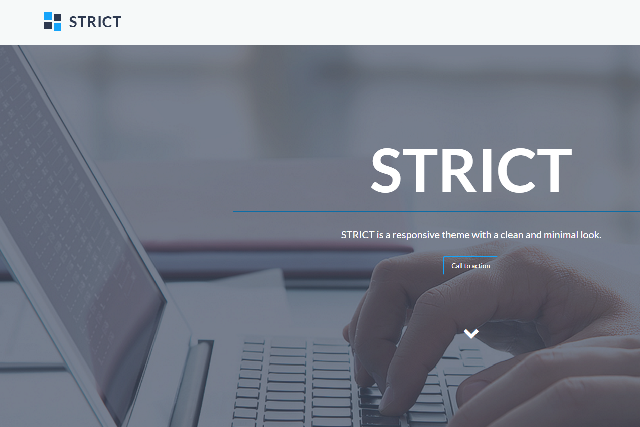 STRICT
STRICT
STRICT is a responsive theme with a clean and minimal look.
Call to action